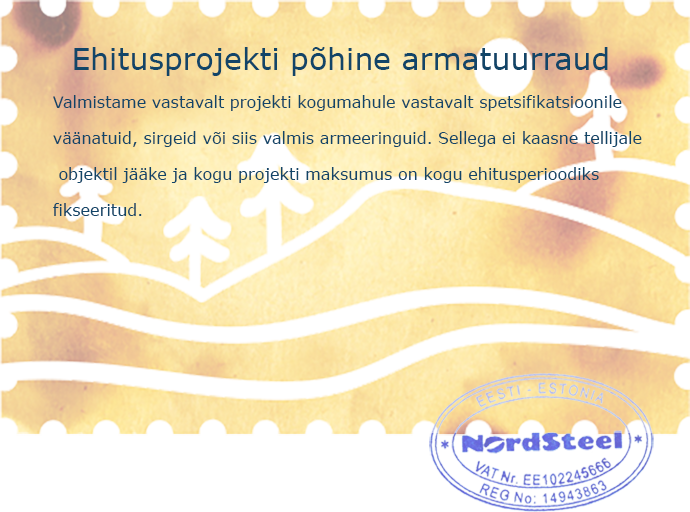 Ehitusprojekti põhine armatuurraud
Valmistame vastavalt projekti kogumahule vastavalt spetsifikatsioonile
väänatuid, sirgeid või siis valmis armeeringuid. Sellega ei kaasne tellijale
objektil jääke ja kogu projekti maksumus on kogu ehitusperioodiks
fikseeritud.
EESTI - ESTONIA
* NordSteel *
VAT Nr. EE102245666
REG No: 14943863